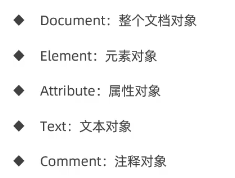 ◆ Document：整个文档对象
◆ Element：元素对象
◆ Attribute：属性对象
◆ Text：文本对象
◆ Comment：注释对象